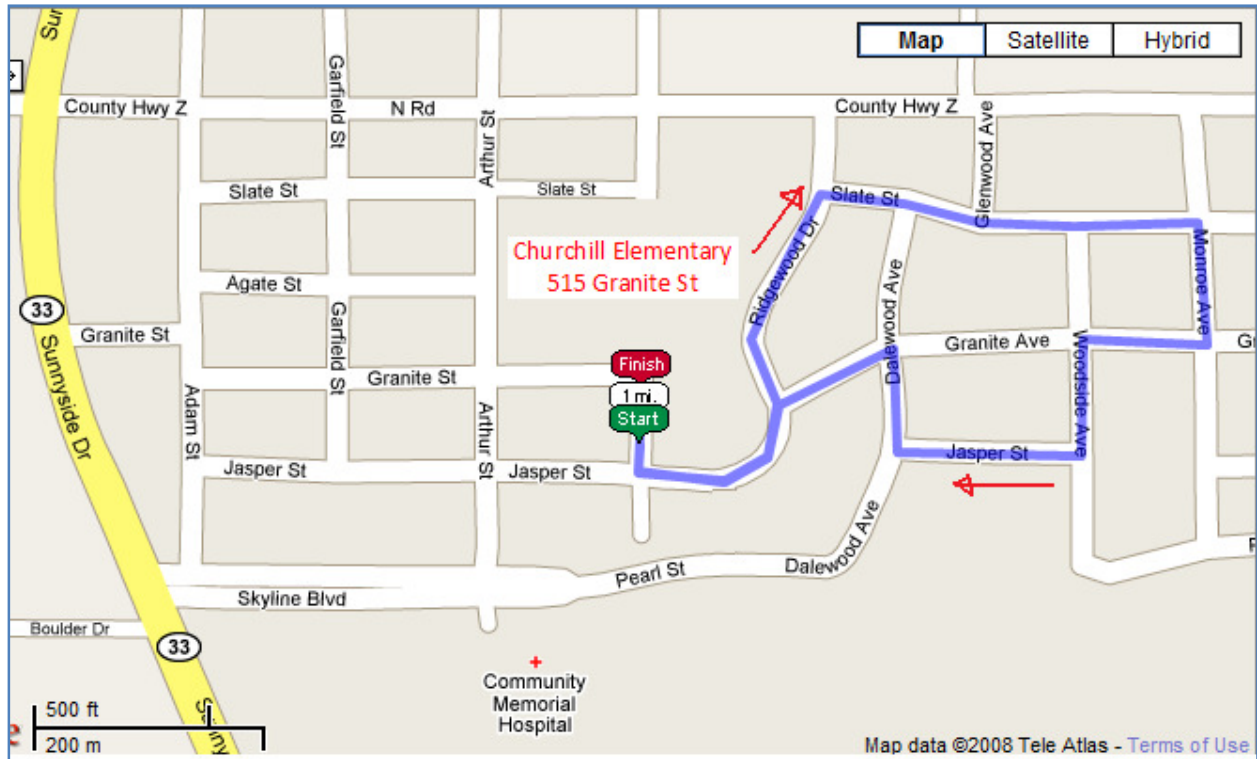 Sun
Map
Satellite
Hybrid
County Hwy Z
N Rd
County Hwy Z
Garfield St
Arthur St
Glenwood Ave
Slate St
Slate St
Slate St
Churchill Elementary
515 Granite St
Ridgewood Dr
Dalewood Ave
Monroe Ave
Agate St
33
Sunnyside Dr
Granite St
Garfield St
Granite St
Finish
1 mi.
Start
Granite Ave
Gr
Woodside Ave
Adam St
Arthur St
Jasper St
Jasper St
Jasper St
Pearl St
Dalewood Ave
Skyline Blvd
Boulder Dr
33
Community
Memorial
Hospital
500 ft
200 m
Map data ©2008 Tele Atlas - Terms of Use